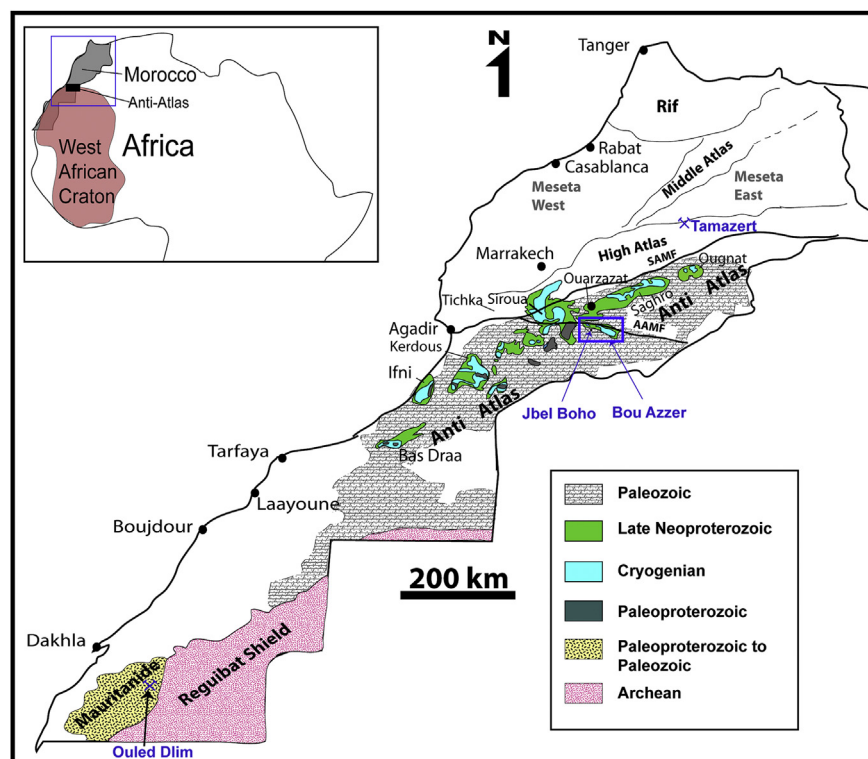 Morocco
Anti-Atlas
West
African
Craton
Africa
N
Tanger
Rif
Rabat
Casablanca
Middle Atlas
Meseta
West
Meseta
East
Tamazert
High Atlas
Marrakech
SAMF
Ougnat
Ouarzazat
Tichka
Siroua
Saghro
Anti Atlas
AAMF
Agadir
Kerdous
Ifni
Jbel Boho
Bou Azzer
Anti Atlas
Bas Draa
Tarfaya
Laayoune
Boujdour
200 km
Dakhla
Reguibat Shield
Mauritanide
Ouled Dlim
Paleozoic
Late Neoproterozoic
Cryogenian
Paleoproterozoic
Paleoproterozoic to
Paleozoic
Archean